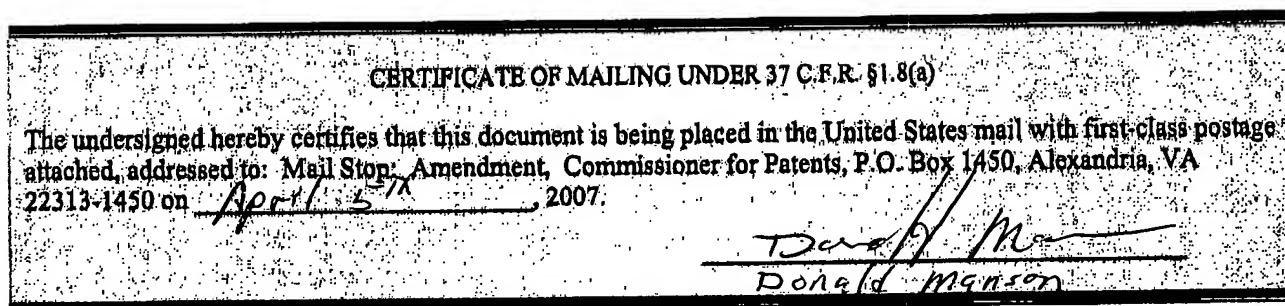 CERTIFICATE OF MAILING UNDER 37 C.F.R. §1.8(a)
The undersigned hereby certifies that this document is being placed in the United States mail with first-class postage
attached, addressed to: Mail Stop: Amendment, Commissioner for Patents, P.O. Box 1450, Alexandria, VA
22313-1450 on April 5TH, 2007.
Donald Manson